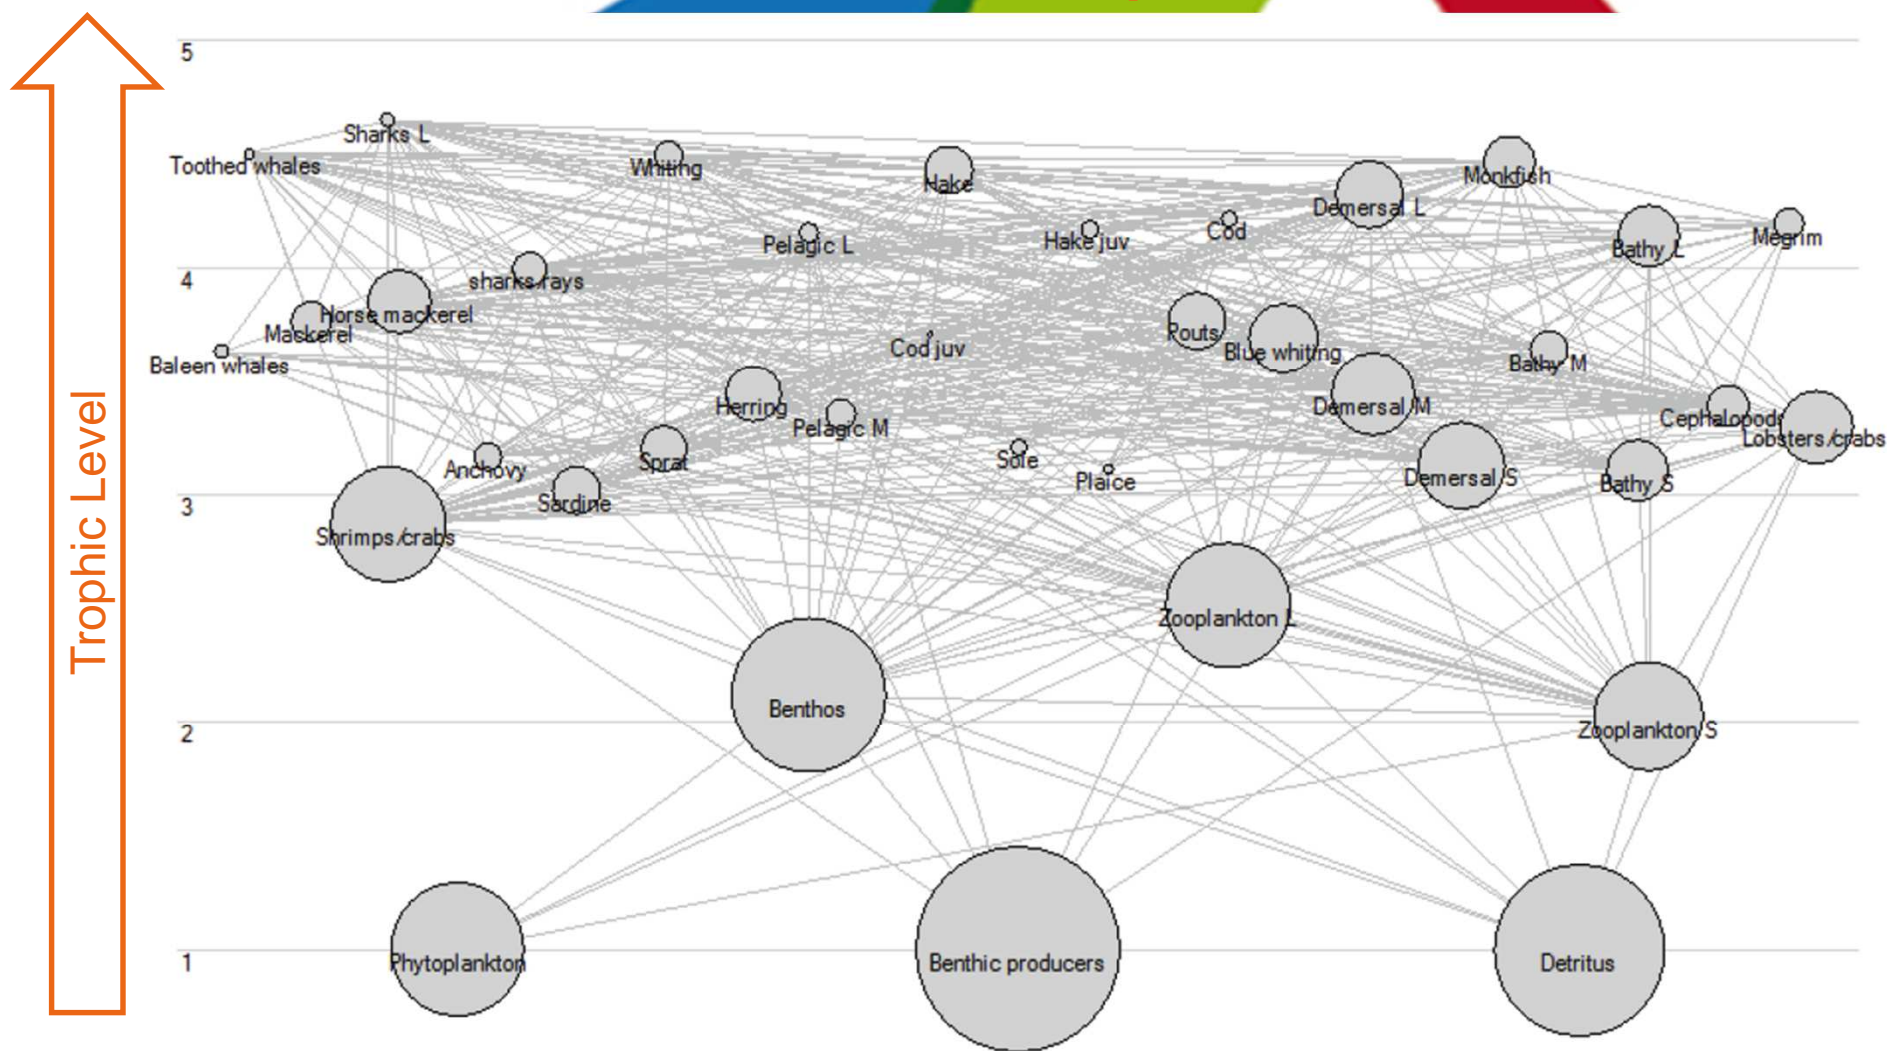 Trophic Level
5
Sharks L
Toothed whales
Whiting
Hake
Monkfish
Demersal L
Pelagic L
Hake juv
Cod
Bathy L
Megrim
4
sharks/rays
Horse mackerel
Mackerel
Pouts
Blue whiting
Cod juv
Bathy M
Baleen whales
Herring
Pelagic M
Demersal M
Cephalopods
Lobsters/crabs
Anchovy
Sprat
Sole
Plaice
Demersal S
Bathy S
3
Sardine
Shrimps/crabs
Zooplankton L
Benthos
2
Zooplankton S
1
Phytoplankton
Benthic producers
Detritus